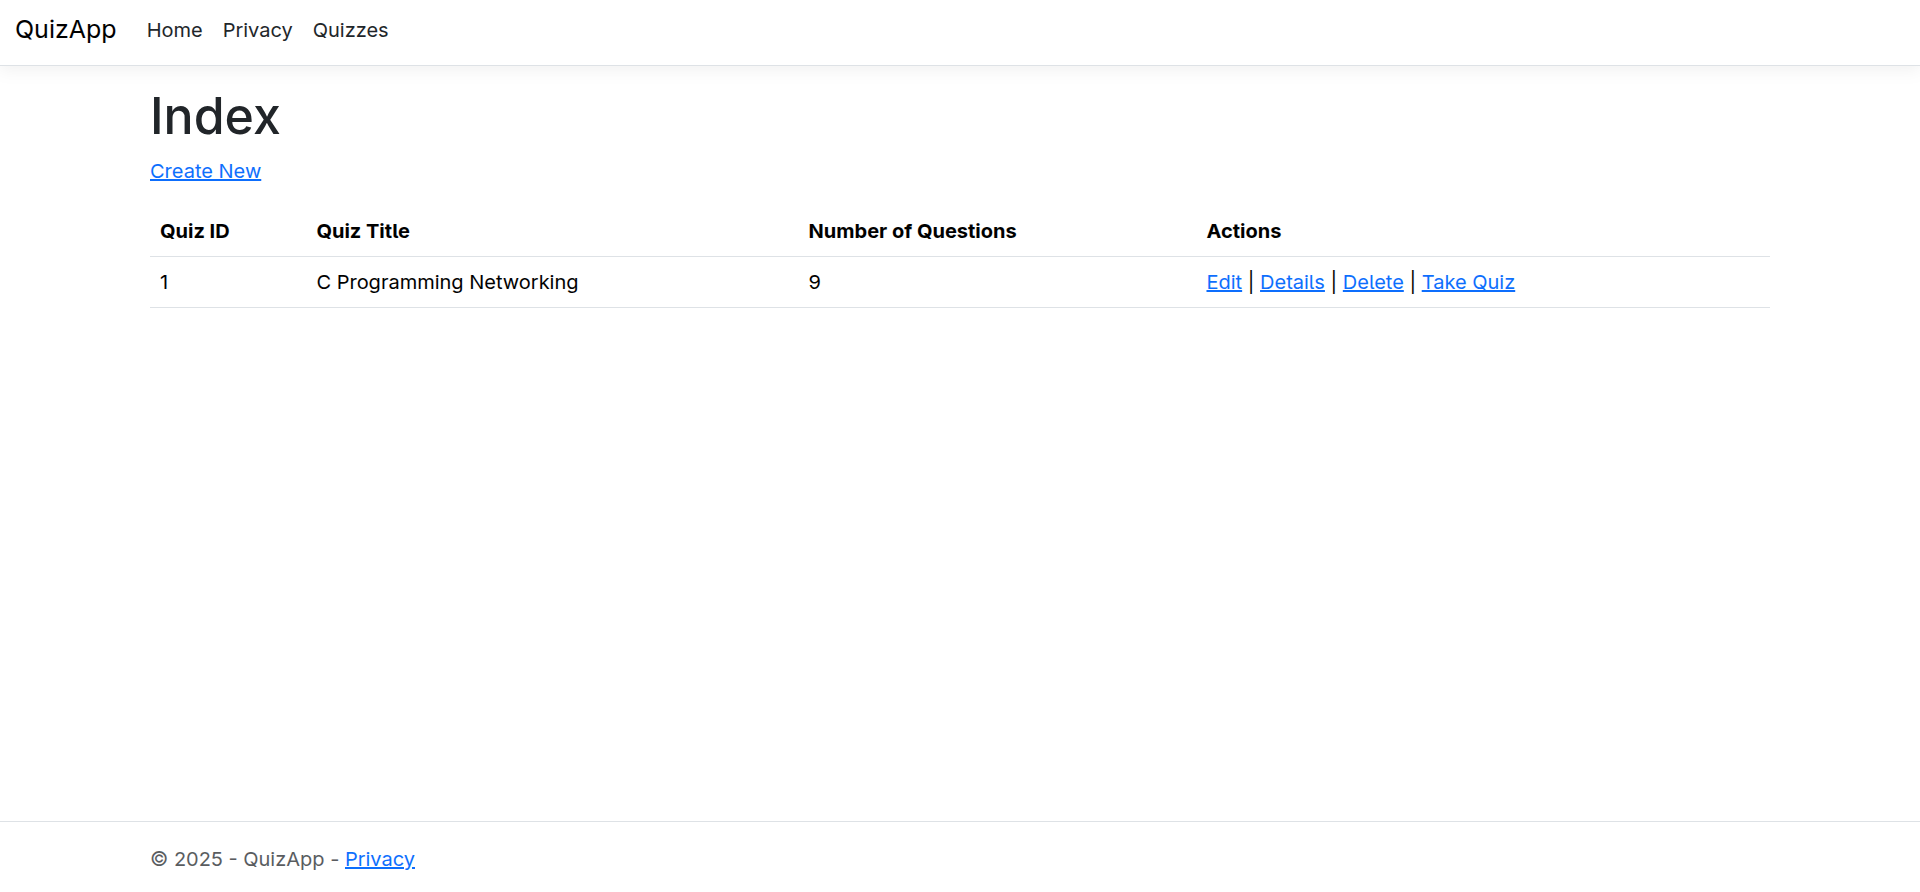 QuizApp Home Privacy Quizzes
Index
Create New
Quiz ID Quiz Title Number of Questions Actions
1 C Programming Networking 9 Edit | Details | Delete | Take Quiz
© 2025 - QuizApp - Privacy